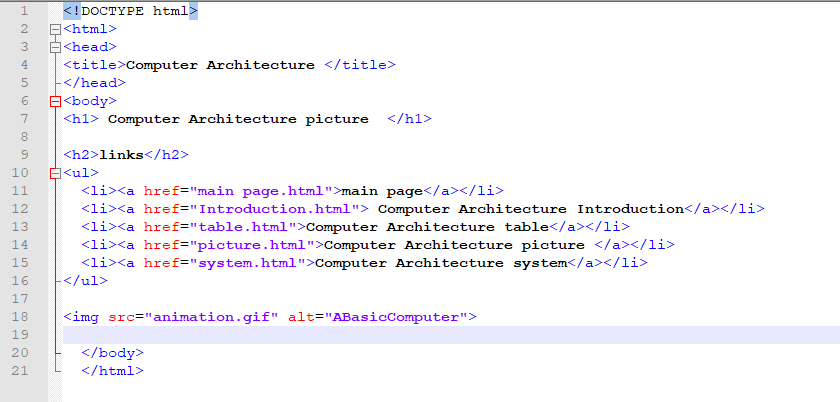 1 <!DOCTYPE html>
2 <html>
3 <head>
4 <title>Computer Architecture </title>
5 </head>
6 <body>
7 <h1> Computer Architecture picture  </h1>
8
9 <h2>links</h2>
10 <ul>
11   <li><a href="main page.html">main page</a></li>
12   <li><a href="Introduction.html"> Computer Architecture Introduction</a></li>
13   <li><a href="table.html">Computer Architecture table</a></li>
14   <li><a href="picture.html">Computer Architecture picture </a></li>
15   <li><a href="system.html">Computer Architecture system</a></li>
16 </ul>
17
18 <img src="animation.gif" alt="ABasicComputer">
19
20   </body>
21   </html>